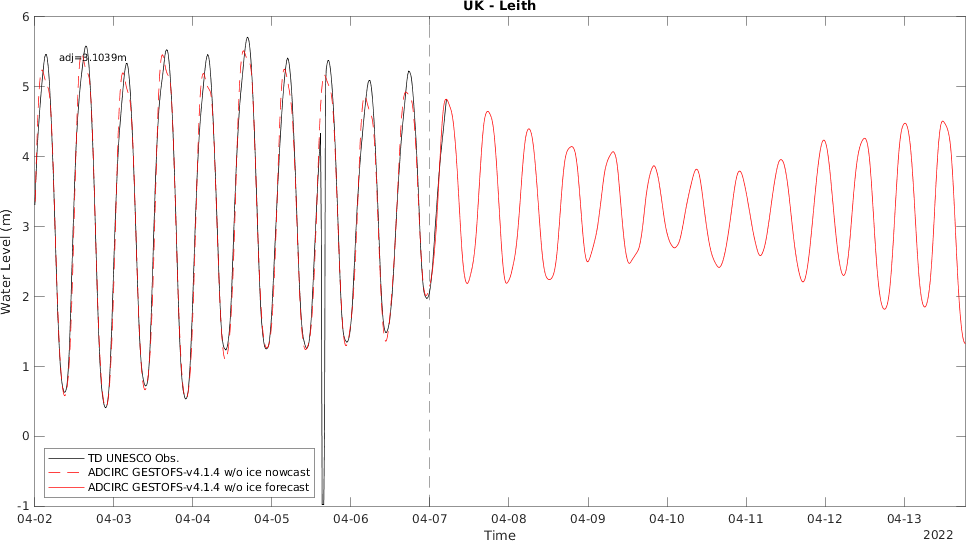 UK - Leith
adj=3.1039m
Water Level (m)
6
5
4
3
2
1
0
-1
TD UNESCO Obs.
ADCIRC GESTOFS-v4.1.4 w/o ice nowcast
ADCIRC GESTOFS-v4.1.4 w/o ice forecast
04-02 04-03 04-04 04-05 04-06 04-07 04-08 04-09 04-10 04-11 04-12 04-13
Time
2022